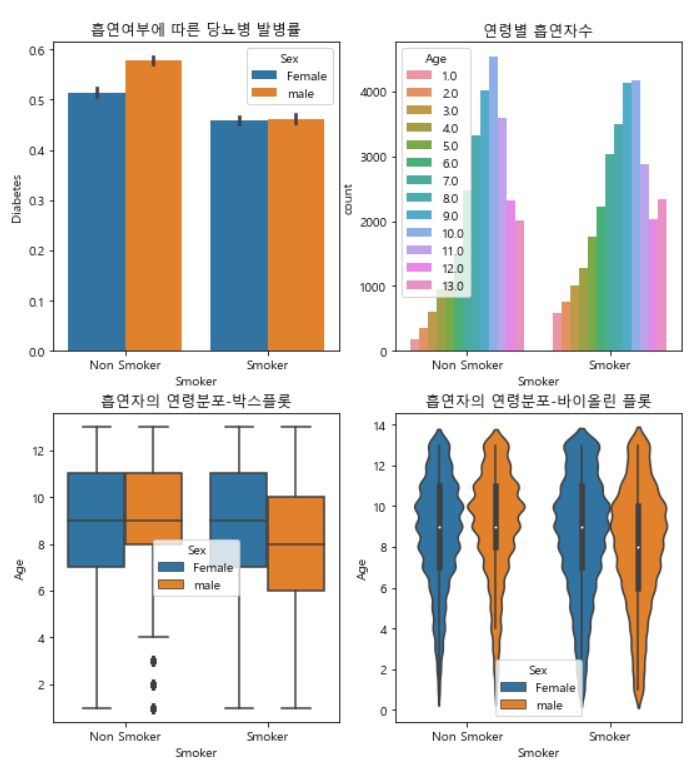 흡연여부에 따른 당뇨병 발병률
0.6
0.5
0.4
0.3
0.2
0.1
0.0
Diabetes
Sex
Female
male
Non Smoker
Smoker
Smoker
연령별 흡연자수
4000
3000
2000
1000
0
count
Age
1.0
2.0
3.0
4.0
5.0
6.0
7.0
8.0
9.0
10.0
11.0
12.0
13.0
Non Smoker
Smoker
Smoker
흡연자의 연령분포-박스플롯
12
10
8
6
4
2
Age
Sex
Female
male
Non Smoker
Smoker
Smoker
흡연자의 연령분포-바이올린 플롯
14
12
10
8
6
4
2
0
Age
Sex
Female
male
Non Smoker
Smoker
Smoker